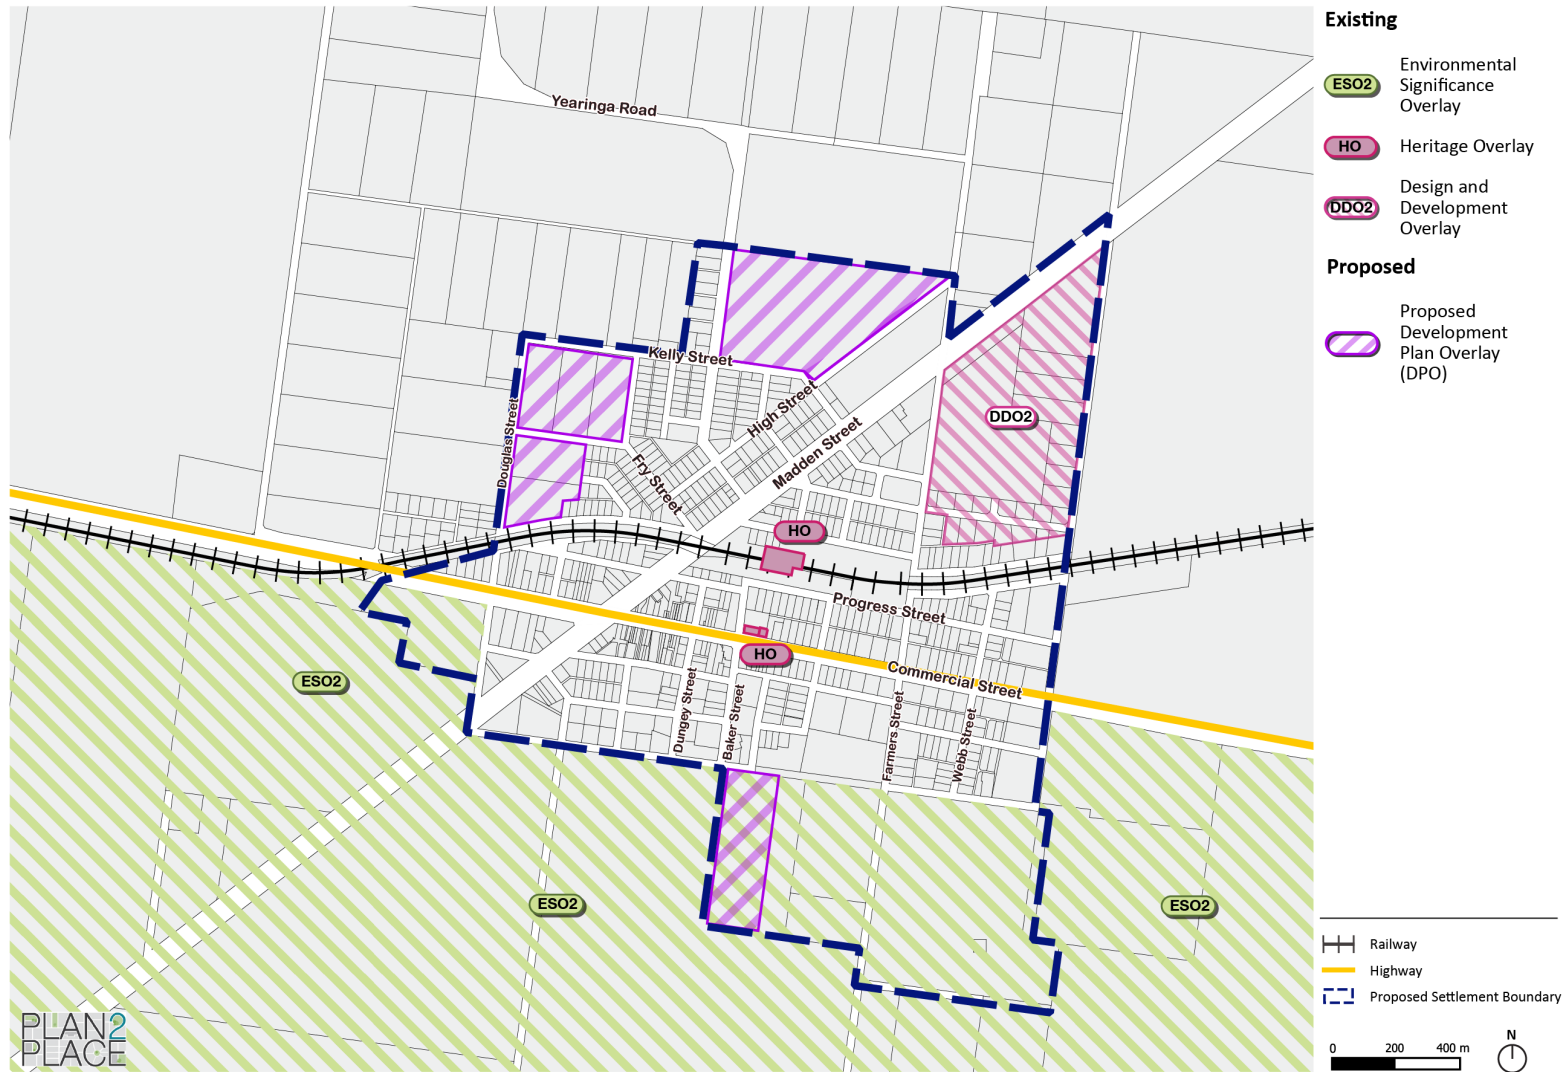 Yearinga Road
Kelly Street
High Street
Madden Street
Douglas Street
Fry Street
DDO2
HO
Progress Street
HO
Commercial Street
ESO2
Dungey Street
Baker Street
Farmers Street
Webb Street
ESO2
ESO2
PLAN2
PLACE
Existing
ESO2
Environmental
Significance
Overlay
HO
Heritage Overlay
DDO2
Design and
Development
Overlay
Proposed
Proposed
Development
Plan Overlay
(DPO)
Railway
Highway
Proposed Settlement Boundary
0 200 400 m
N